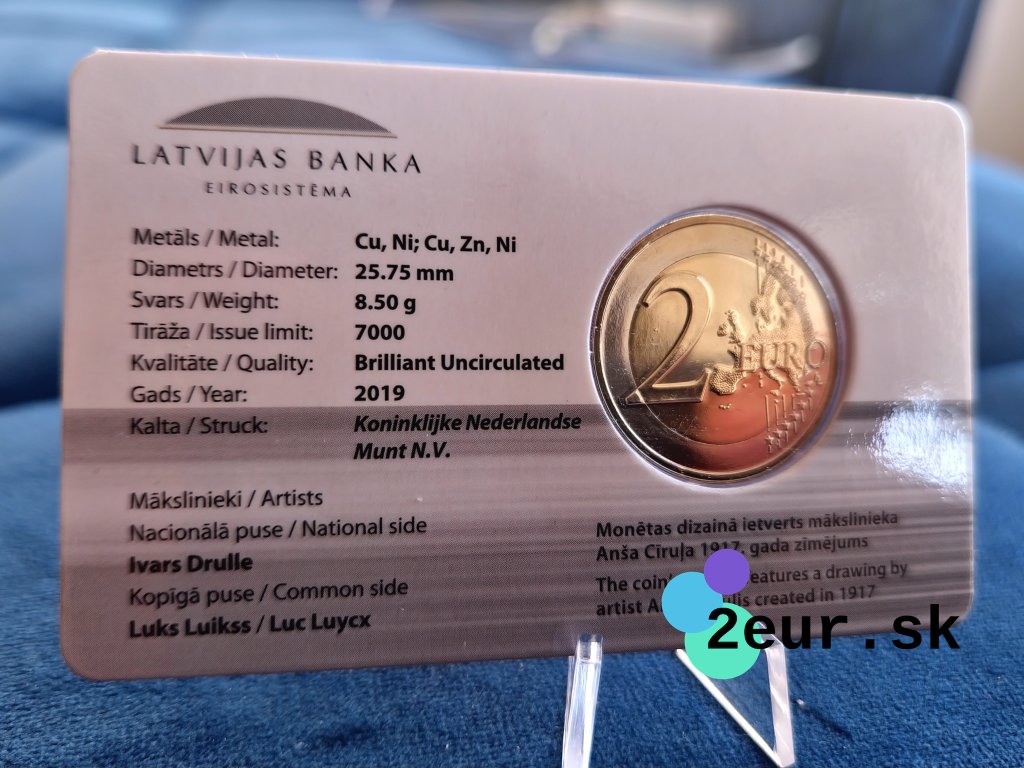 LATVIJAS BANKA
EIROSISTĒMA
Metāls / Metal: Cu, Ni; Cu, Zn, Ni
Diametrs / Diameter: 25.75 mm
Svars / Weight: 8.50 g
Tirāža / Issue limit: 7000
Kvalitāte / Quality: Brilliant Uncirculated
Gads / Year: 2019
Kalta / Struck: Koninklijke Nederlandse
Munt N.V.
Mākslinieki / Artists
Nacionālā puse / National side
Ivars Drulle
Kopīgā puse / Common side
Luks Luikss / Luc Luycx
2 EURO
Monētas dizainā ietverts mākslinieka
Anša Cīruļa 1917. gada zīmējums
The coin features a drawing by
artist created in 1917
2eur.sk